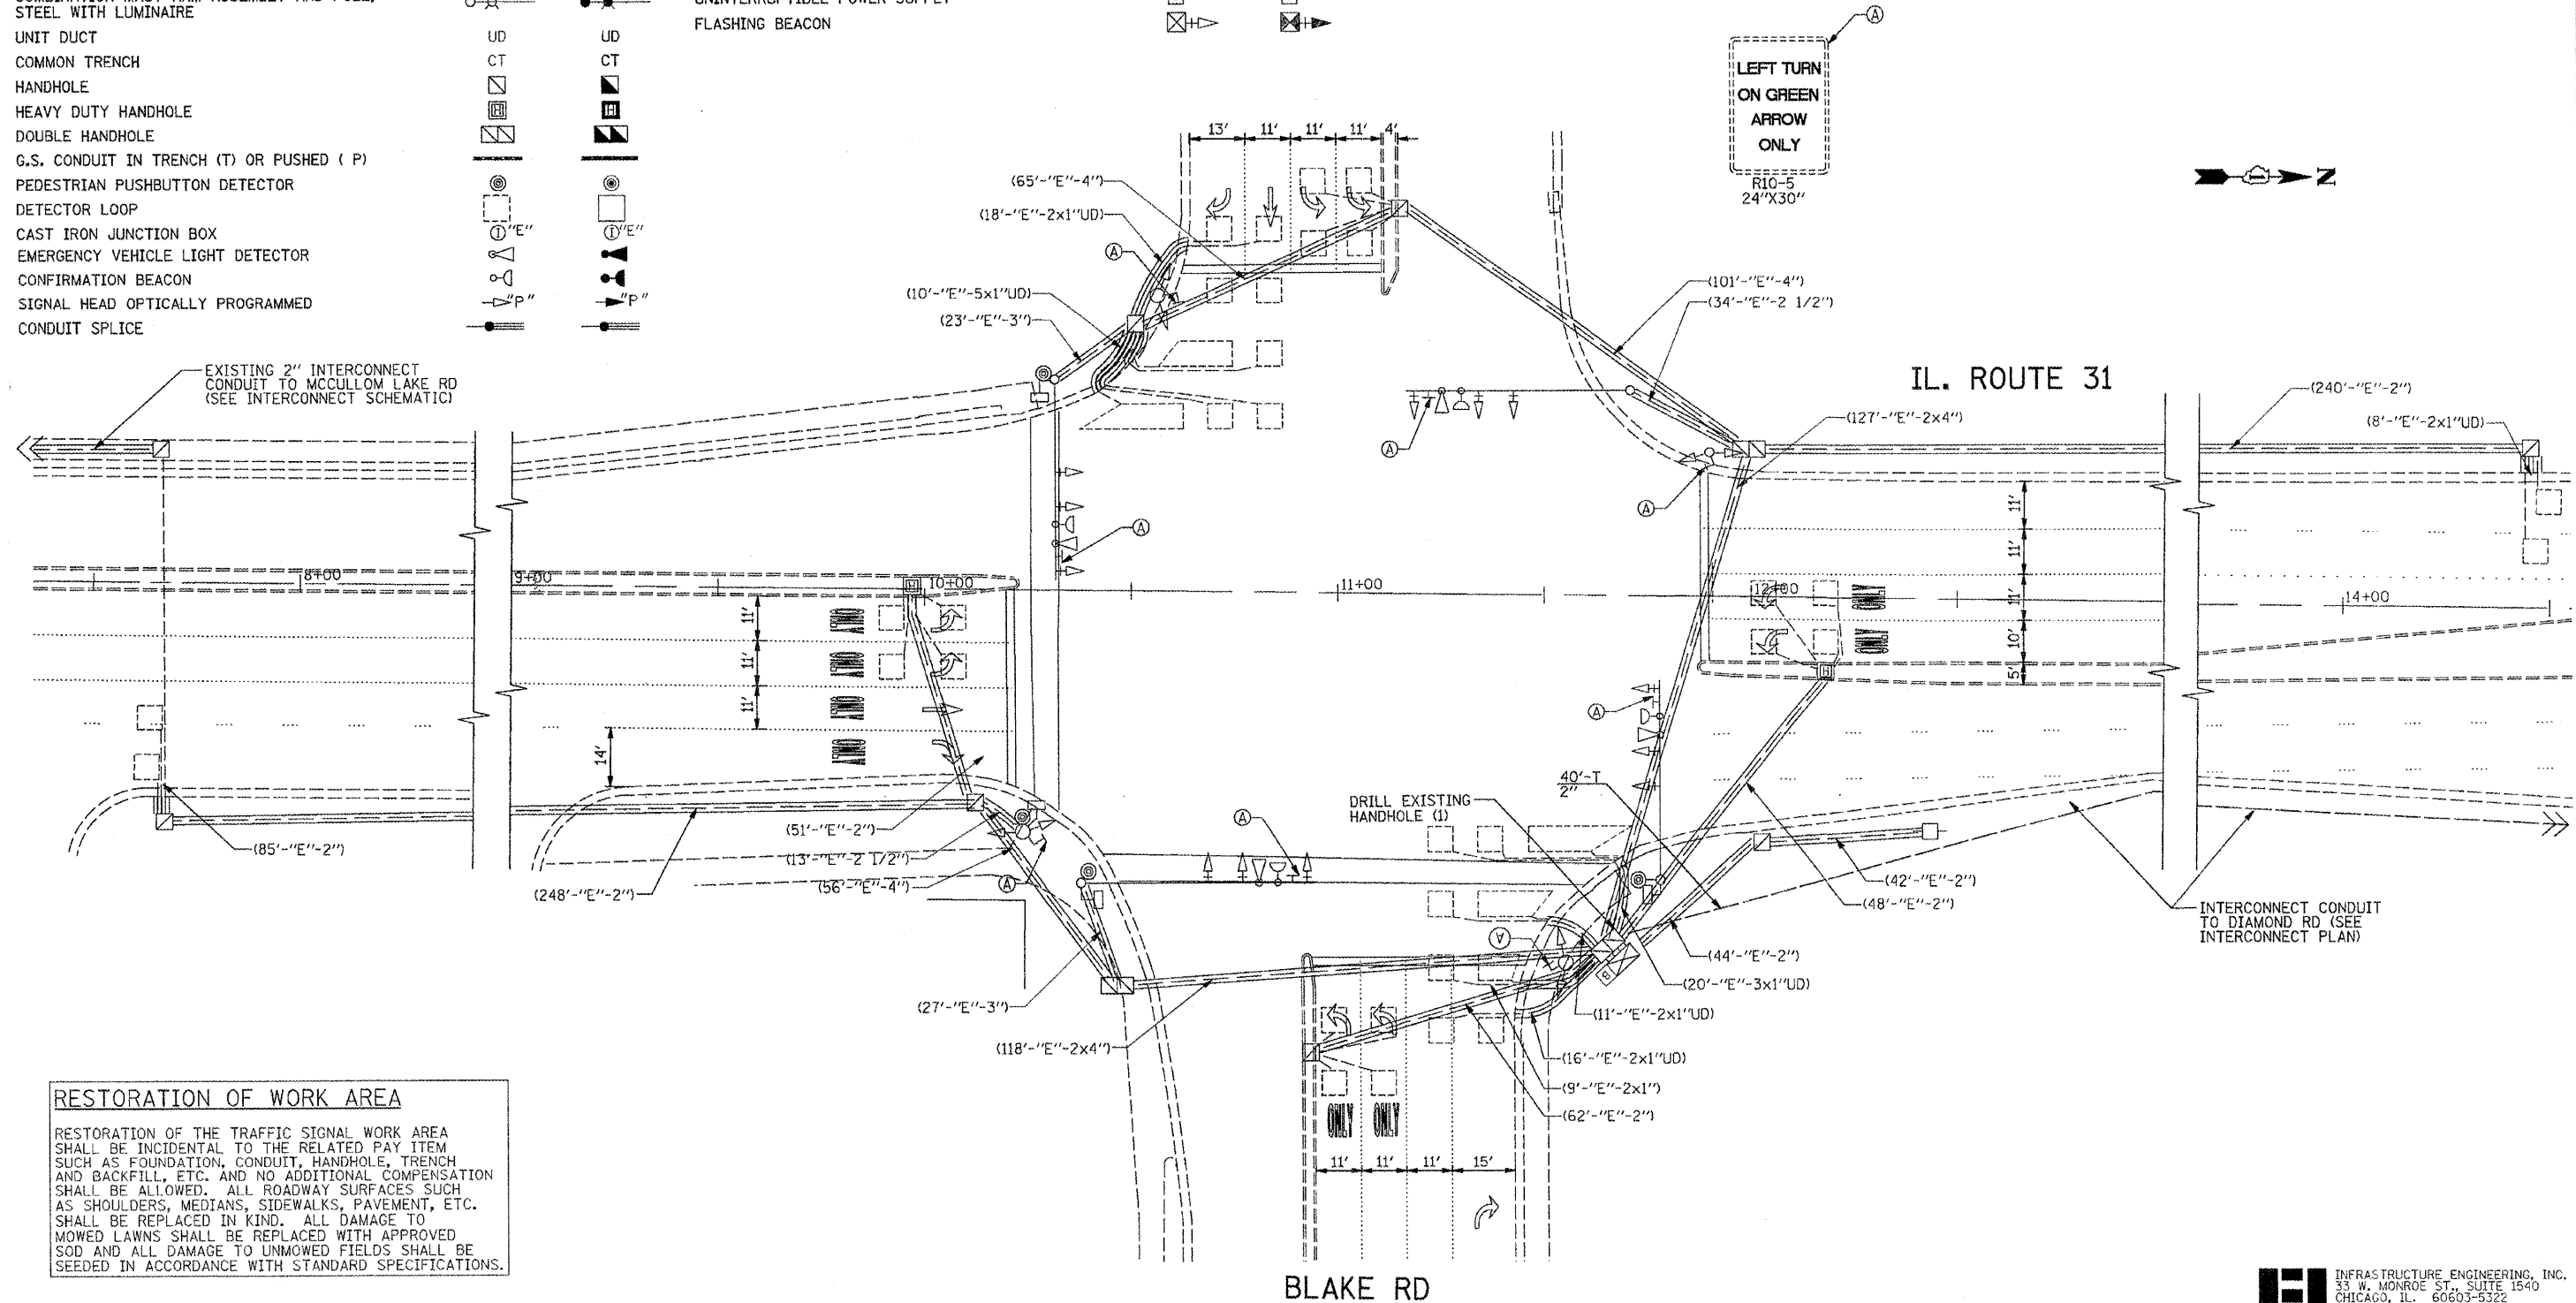 STEEL WITH LUMINAIRE
UNIT DUCT UD UD
COMMON TRENCH CT CT
HANDHOLE
HEAVY DUTY HANDHOLE H H
DOUBLE HANDHOLE
G.S. CONDUIT IN TRENCH (T) OR PUSHED ( P)
PEDESTRIAN PUSHBUTTON DETECTOR
DETECTOR LOOP
CAST IRON JUNCTION BOX "E" "E"
EMERGENCY VEHICLE LIGHT DETECTOR
CONFIRMATION BEACON
SIGNAL HEAD OPTICALLY PROGRAMMED "P" "P"
CONDUIT SPLICE
FLASHING BEACON
A
LEFT TURN
ON GREEN
ARROW
ONLY
R10-5
24"X30"
N
13' 11' 11' 11' 4'
(65'-"E"-4")
(18'-"E"-2x1"UD)
A
(10'-"E"-5x1"UD)
(23'-"E"-3")
(101'-"E"-4")
(34'-"E"-2 1/2")
EXISTING 2" INTERCONNECT
CONDUIT TO MCCULLOM LAKE RD
(SEE INTERCONNECT SCHEMATIC)
IL. ROUTE 31
(240'-"E"-2")
(127'-"E"-2x4")
(8'-"E"-2x1"UD)
A
A
A
11'
11'
11'
10'
5'
8+00
9+00
10+00
11+00
12+00
14+00
H
H
ONLY
ONLY
11'
11'
11'
14'
A
40'-T
2"
DRILL EXISTING
HANDHOLE (1)
A
(51'-"E"-2")
(85'-"E"-2")
(13'-"E"-2 1/2")
(56'-"E"-4")
A
(248'-"E"-2")
(42'-"E"-2")
(48'-"E"-2")
INTERCONNECT CONDUIT
TO DIAMOND RD (SEE
INTERCONNECT PLAN)
A
(44'-"E"-2")
B
(20'-"E"-3x1"UD)
(27'-"E"-3")
(11'-"E"-2x1"UD)
(118'-"E"-2x4")
(16'-"E"-2x1"UD)
(9'-"E"-2x1")
(62'-"E"-2")
ONLY ONLY
11' 11' 11' 15'
RESTORATION OF WORK AREA
RESTORATION OF THE TRAFFIC SIGNAL WORK AREA
SHALL BE INCIDENTAL TO THE RELATED PAY ITEM
SUCH AS FOUNDATION, CONDUIT, HANDHOLE, TRENCH
AND BACKFILL, ETC. AND NO ADDITIONAL COMPENSATION
SHALL BE ALLOWED. ALL ROADWAY SURFACES SUCH
AS SHOULDERS, MEDIANS, SIDEWALKS, PAVEMENT, ETC.
SHALL BE REPLACED IN KIND. ALL DAMAGE TO
MOWED LAWNS SHALL BE REPLACED WITH APPROVED
SOD AND ALL DAMAGE TO UNMOWED FIELDS SHALL BE
SEEDED IN ACCORDANCE WITH STANDARD SPECIFICATIONS.
BLAKE RD
INFRASTRUCTURE ENGINEERING, INC.
33 W. MONROE ST., SUITE 1540
CHICAGO, IL. 60603-5322